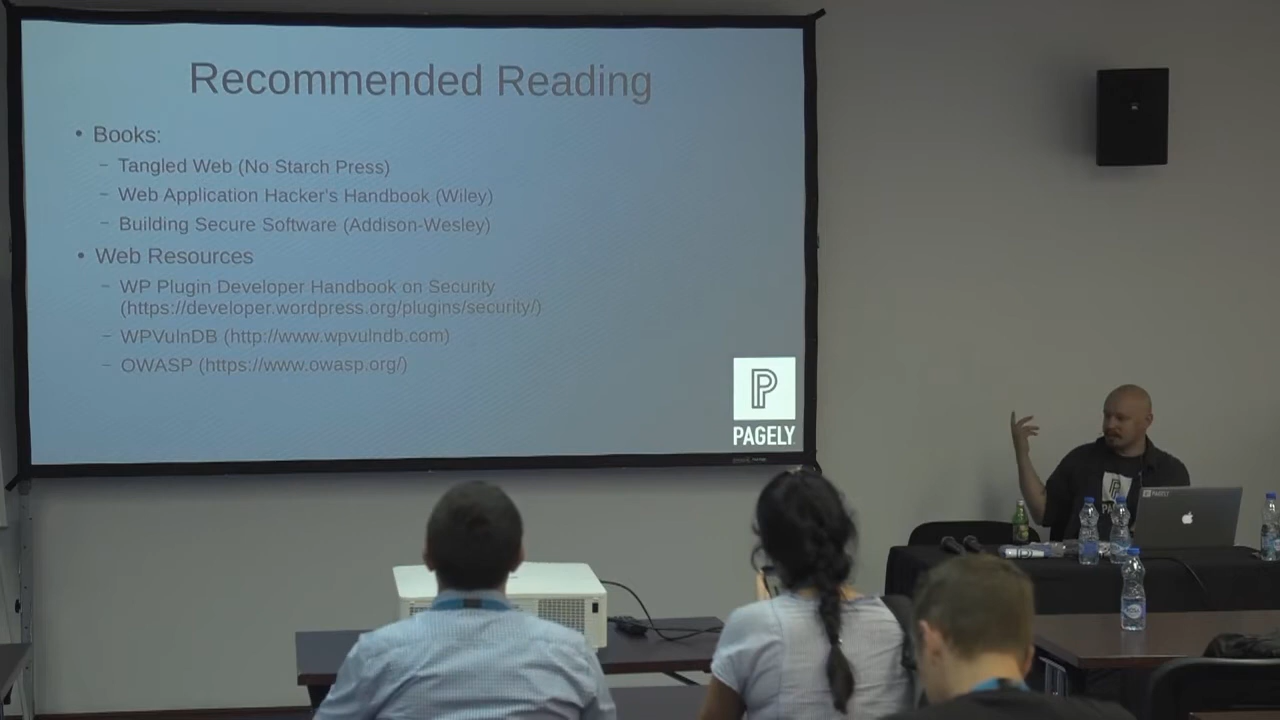 Recommended Reading
• Books:
– Tangled Web (No Starch Press)
– Web Application Hacker's Handbook (Wiley)
– Building Secure Software (Addison-Wesley)
• Web Resources
– WP Plugin Developer Handbook on Security
(https://developer.wordpress.org/plugins/security/)
– WPVulnDB (http://www.wpvulndb.com)
– OWASP (https://www.owasp.org/)
P
PAGELY
PAGELY